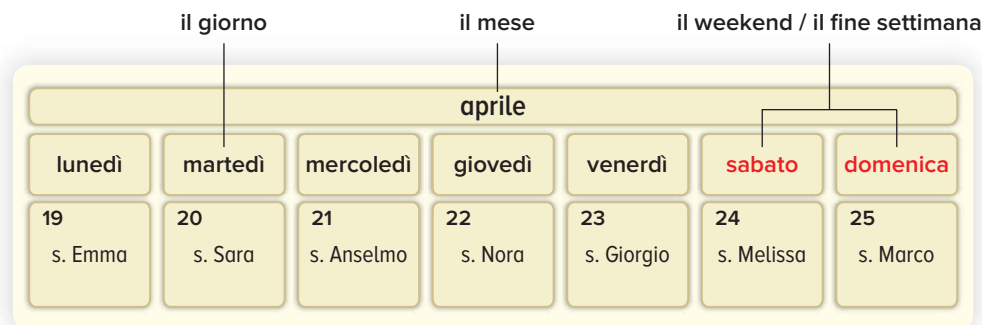 il giorno il mese il weekend / il fine settimana
aprile
lunedì martedì mercoledì giovedì venerdì sabato domenica
19 20 21 22 23 24 25
s. Emma s. Sara s. Anselmo s. Nora s. Giorgio s. Melissa s. Marco